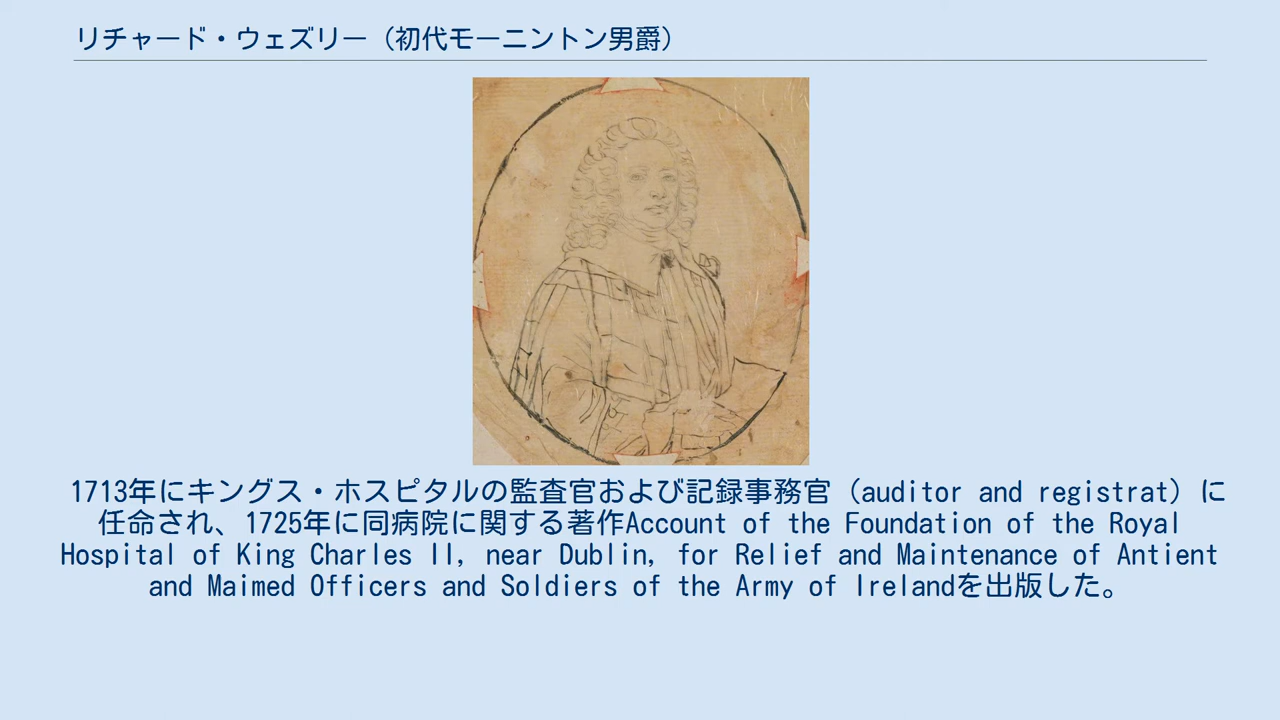 リチャード・ウェズリー（初代モーニントン男爵）
1713年にキングス・ホスピタルの監査官および記録事務官（auditor and registrat）に
任命され、1725年に同病院に関する著作Account of the Foundation of the Royal
Hospital of King Charles II, near Dublin, for Relief and Maintenance of Antient
and Maimed Officers and Soldiers of the Army of Irelandを出版した。